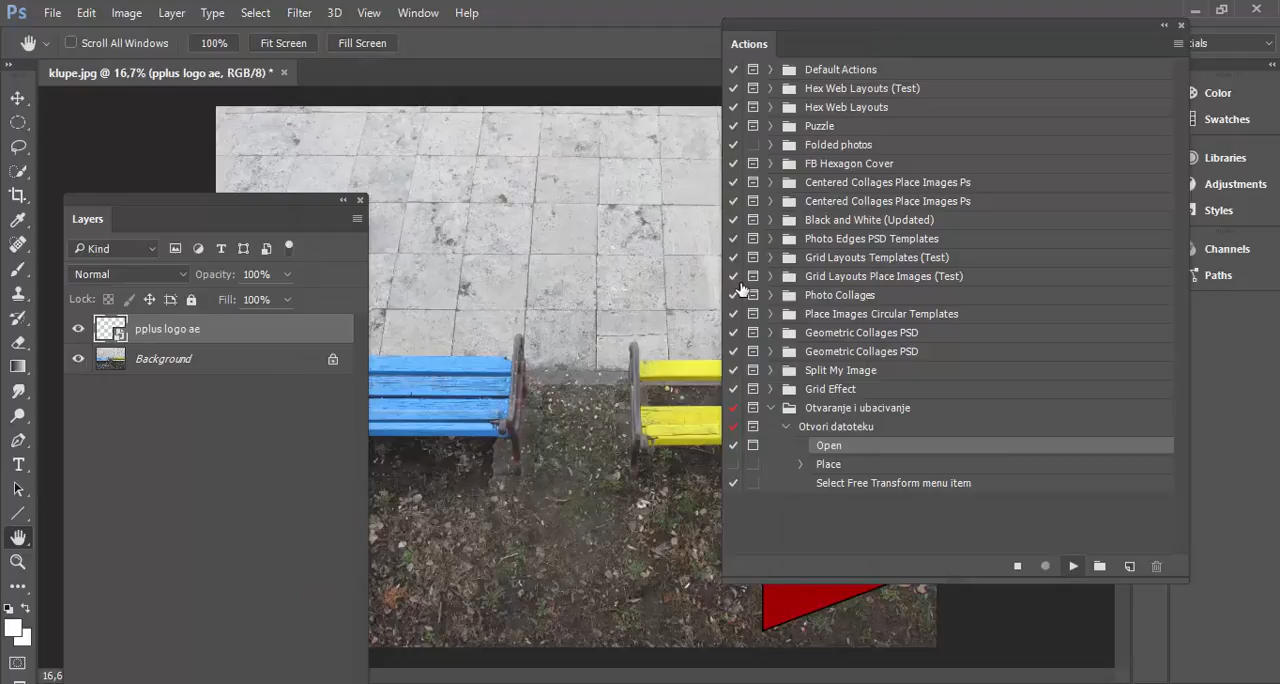 Ps File Edit Image Layer Type Select Filter 3D View Window Help
Scroll All Windows 100% Fit Screen Fill Screen
klupe.jpg @ 16,7% (pplus logo ae, RGB/8) *
Actions
Default Actions
Hex Web Layouts (Test)
Hex Web Layouts
Puzzle
Folded photos
FB Hexagon Cover
Centered Collages Place Images Ps
Centered Collages Place Images Ps
Black and White (Updated)
Photo Edges PSD Templates
Grid Layouts Templates (Test)
Grid Layouts Place Images (Test)
Photo Collages
Place Images Circular Templates
Geometric Collages PSD
Geometric Collages PSD
Split My Image
Grid Effect
Otvaranje i ubacivanje
Otvori datoteku
Open
Place
Select Free Transform menu item
Layers
Kind
Normal Opacity: 100%
Lock: Fill: 100%
pplus logo ae
Background
Color
Swatches
Libraries
Adjustments
Styles
Channels
Paths